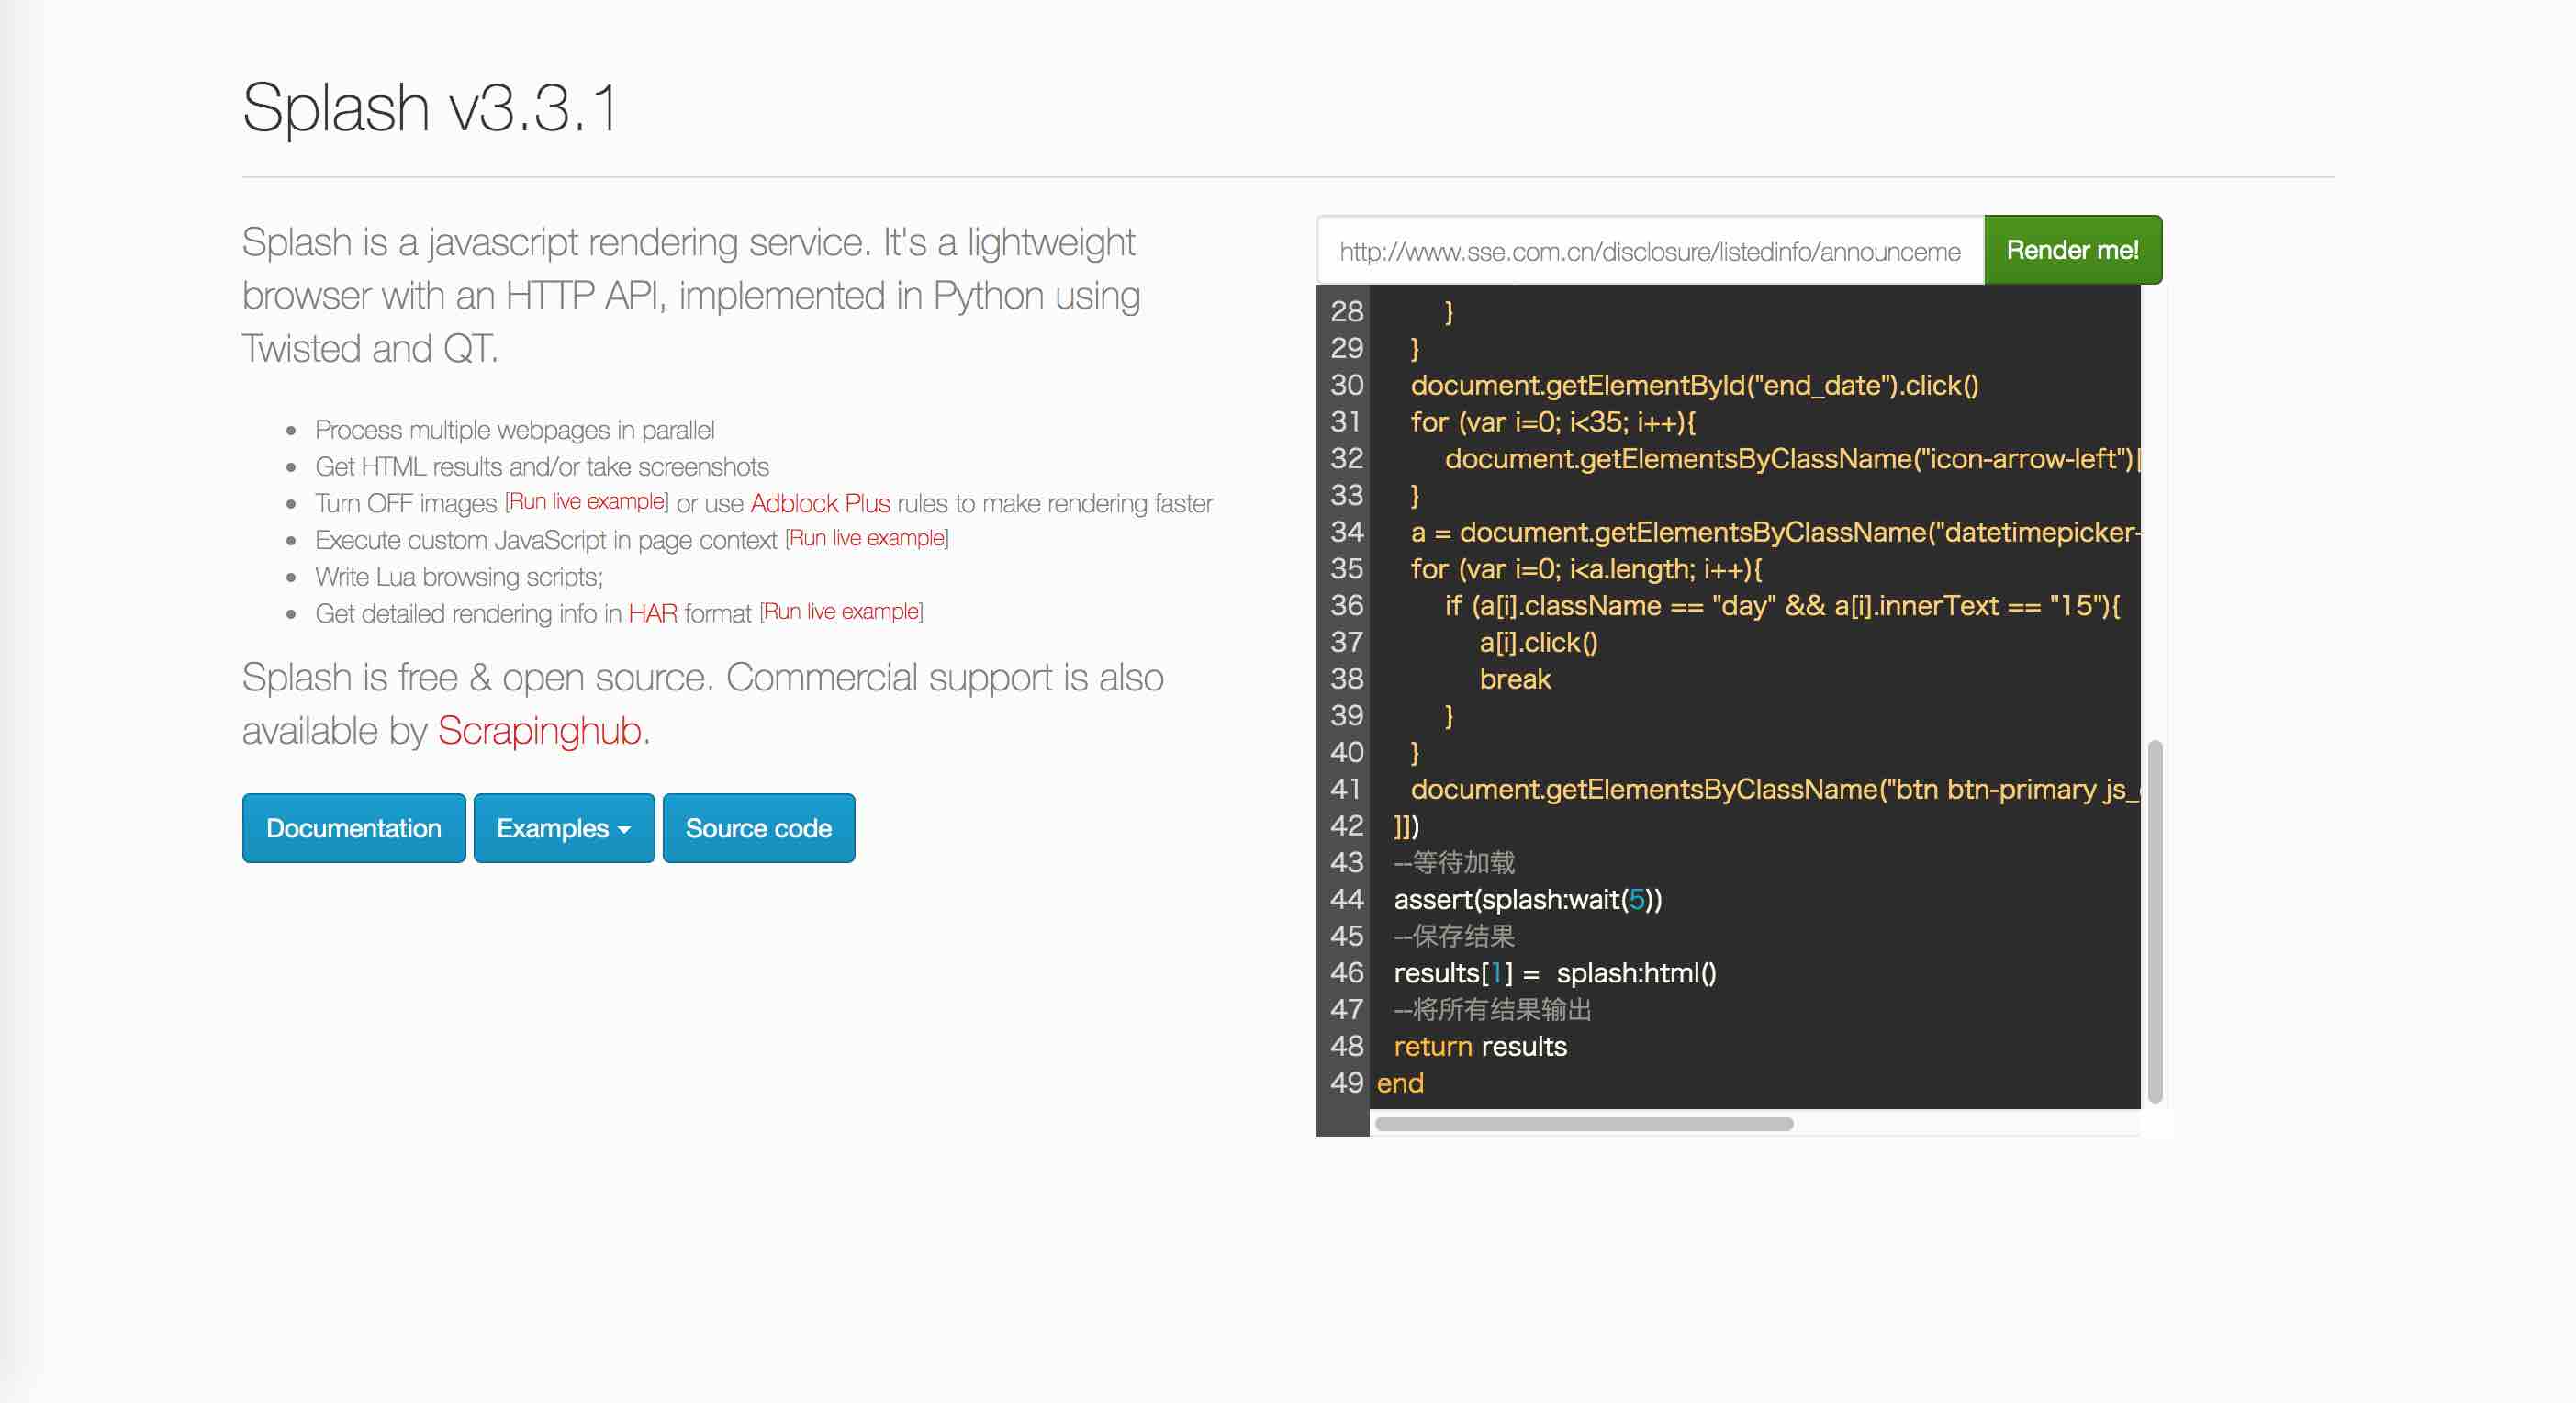 Splash v3.3.1
Splash is a javascript rendering service. It's a lightweight
browser with an HTTP API, implemented in Python using
Twisted and QT.
Process multiple webpages in parallel
Get HTML results and/or take screenshots
Turn OFF images [Run live example] or use Adblock Plus rules to make rendering faster
Execute custom JavaScript in page context [Run live example]
Write Lua browsing scripts;
Get detailed rendering info in HAR format [Run live example]
Splash is free & open source. Commercial support is also
available by Scrapinghub.
Documentation Examples Source code
http://www.sse.com.cn/disclosure/listedinfo/announceme Render me!
28 }
29 }
30 document.getElementById("end_date").click()
31 for (var i=0; i<35; i++){
32 document.getElementsByClassName("icon-arrow-left")[
33 }
34 a = document.getElementsByClassName("datetimepicker-
35 for (var i=0; i<a.length; i++){
36 if (a[i].className == "day" && a[i].innerText == "15"){
37 a[i].click()
38 break
39 }
40 }
41 document.getElementsByClassName("btn btn-primary js_
42 ]])
43 --等待加载
44 assert(splash:wait(5))
45 --保存结果
46 results[1] = splash:html()
47 --将所有结果输出
48 return results
49 end